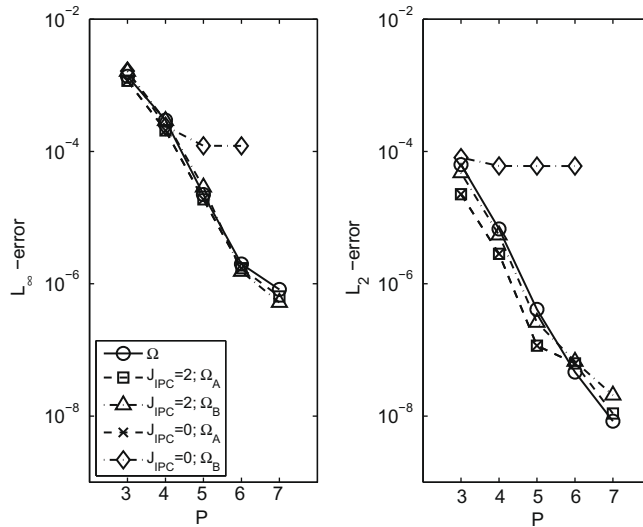 10⁻²
10⁻⁴
10⁻⁶
10⁻⁸
L∞ -error
Ω
J_IPC=2; Ω_A
J_IPC=2; Ω_B
J_IPC=0; Ω_A
J_IPC=0; Ω_B
3 4 5 6 7
P
10⁻²
10⁻⁴
10⁻⁶
10⁻⁸
L₂ -error
3 4 5 6 7
P